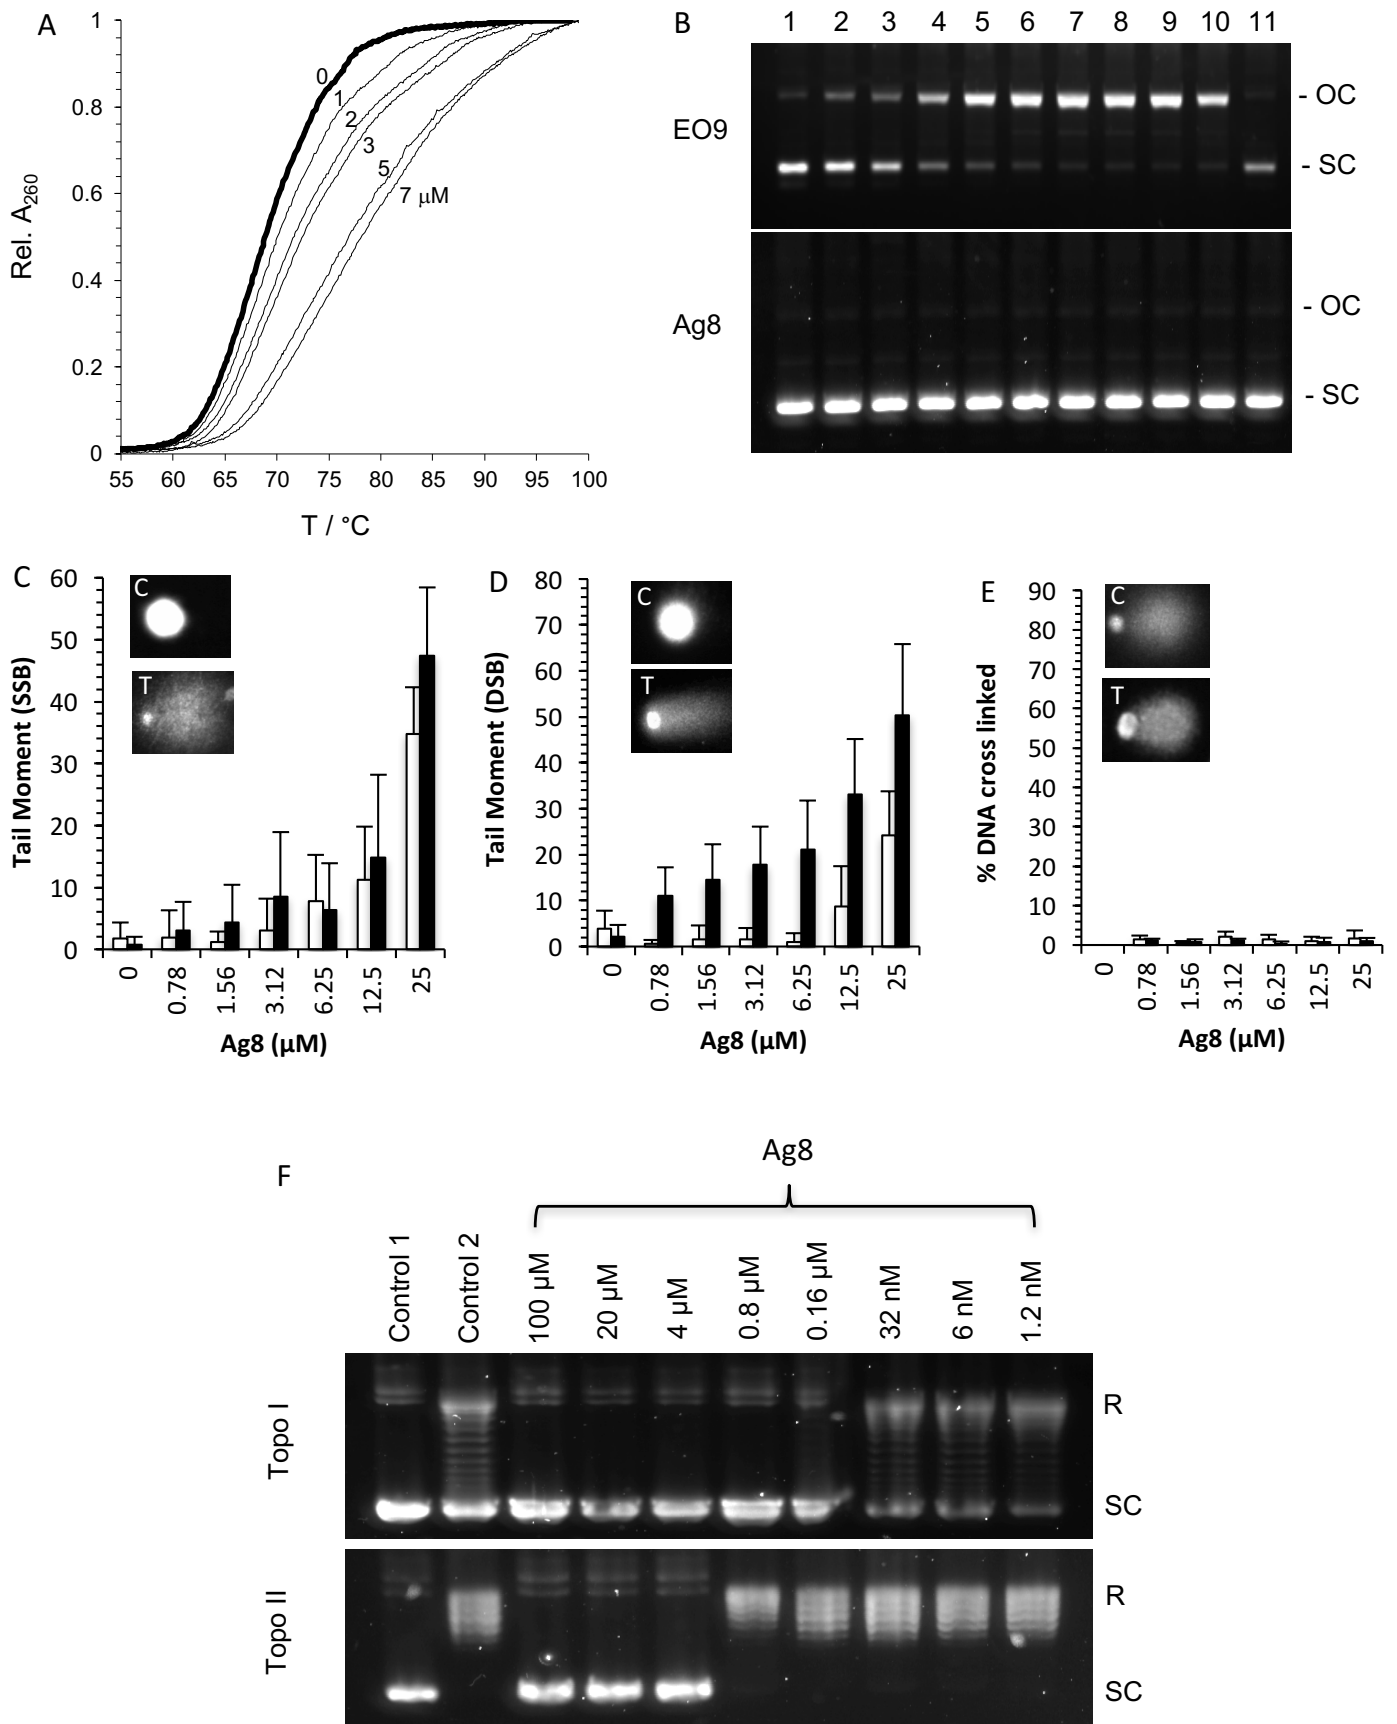 A
1
0.8
0.6
0.4
0.2
0
Rel. A260
0
1
2
3
5
7 µM
55 60 65 70 75 80 85 90 95 100
T / °C
B
1 2 3 4 5 6 7 8 9 10 11
EO9
- OC
- SC
Ag8
- OC
- SC
C
60
50
40
30
20
10
0
Tail Moment (SSB)
C
T
0 0.78 1.56 3.12 6.25 12.5 25
Ag8 (µM)
D
80
70
60
50
40
30
20
10
0
Tail Moment (DSB)
C
T
0 0.78 1.56 3.12 6.25 12.5 25
Ag8 (µM)
E
90
80
70
60
50
40
30
20
10
0
% DNA cross linked
C
T
0 0.78 1.56 3.12 6.25 12.5 25
Ag8 (µM)
F
Ag8
Control 1 Control 2 100 µM 20 µM 4 µM 0.8 µM 0.16 µM 32 nM 6 nM 1.2 nM
Topo I
R
SC
Topo II
R
SC